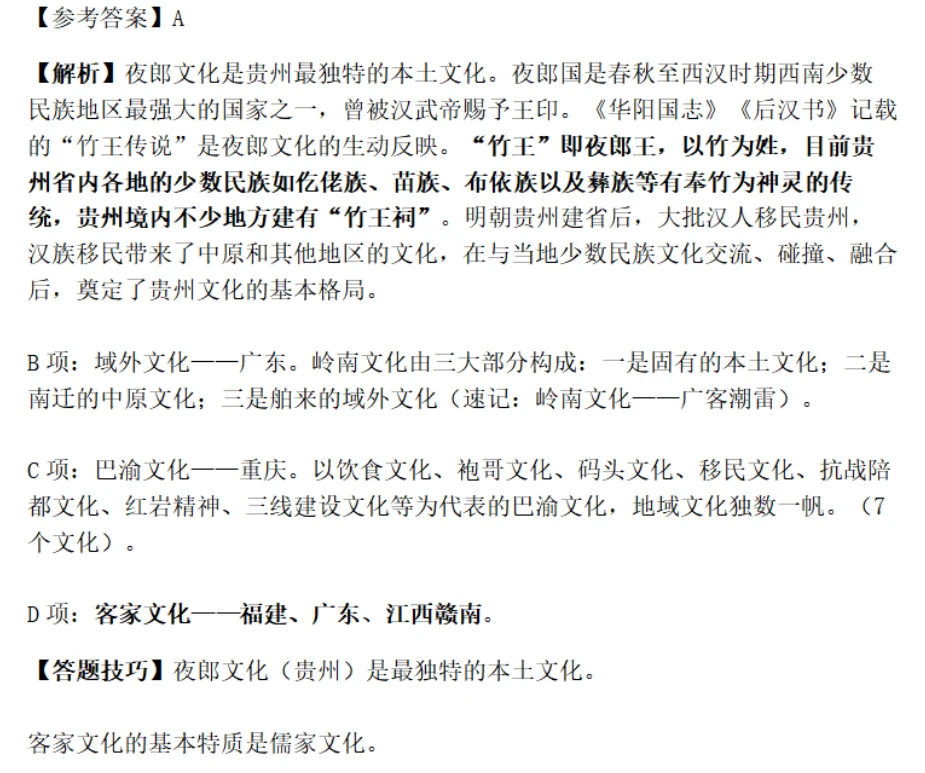 【参考答案】A
【解析】夜郎文化是贵州最独特的本土文化。夜郎国是春秋至西汉时期西南少数
民族地区最强大的国家之一，曾被汉武帝赐予王印。《华阳国志》《后汉书》记载
的“竹王传说”是夜郎文化的生动反映。“竹王”即夜郎王，以竹为姓，目前贵
州省内各地的少数民族如仡佬族、苗族、布依族以及彝族等有奉竹为神灵的传
统，贵州境内不少地方建有“竹王祠”。明朝贵州建省后，大批汉人移民贵州，
汉族移民带来了中原和其他地区的文化，在与当地少数民族文化交流、碰撞、融合
后，奠定了贵州文化的基本格局。
B 项：域外文化——广东。岭南文化由三大部分构成：一是固有的本土文化；二是
南迁的中原文化；三是舶来的域外文化（速记：岭南文化——广客潮雷）。
C 项：巴渝文化——重庆。以饮食文化、袍哥文化、码头文化、移民文化、抗战陪
都文化、红岩精神、三线建设文化等为代表的巴渝文化，地域文化独数一帆。（7
个文化）。
D 项：客家文化——福建、广东、江西赣南。
【答题技巧】夜郎文化（贵州）是最独特的本土文化。
客家文化的基本特质是儒家文化。